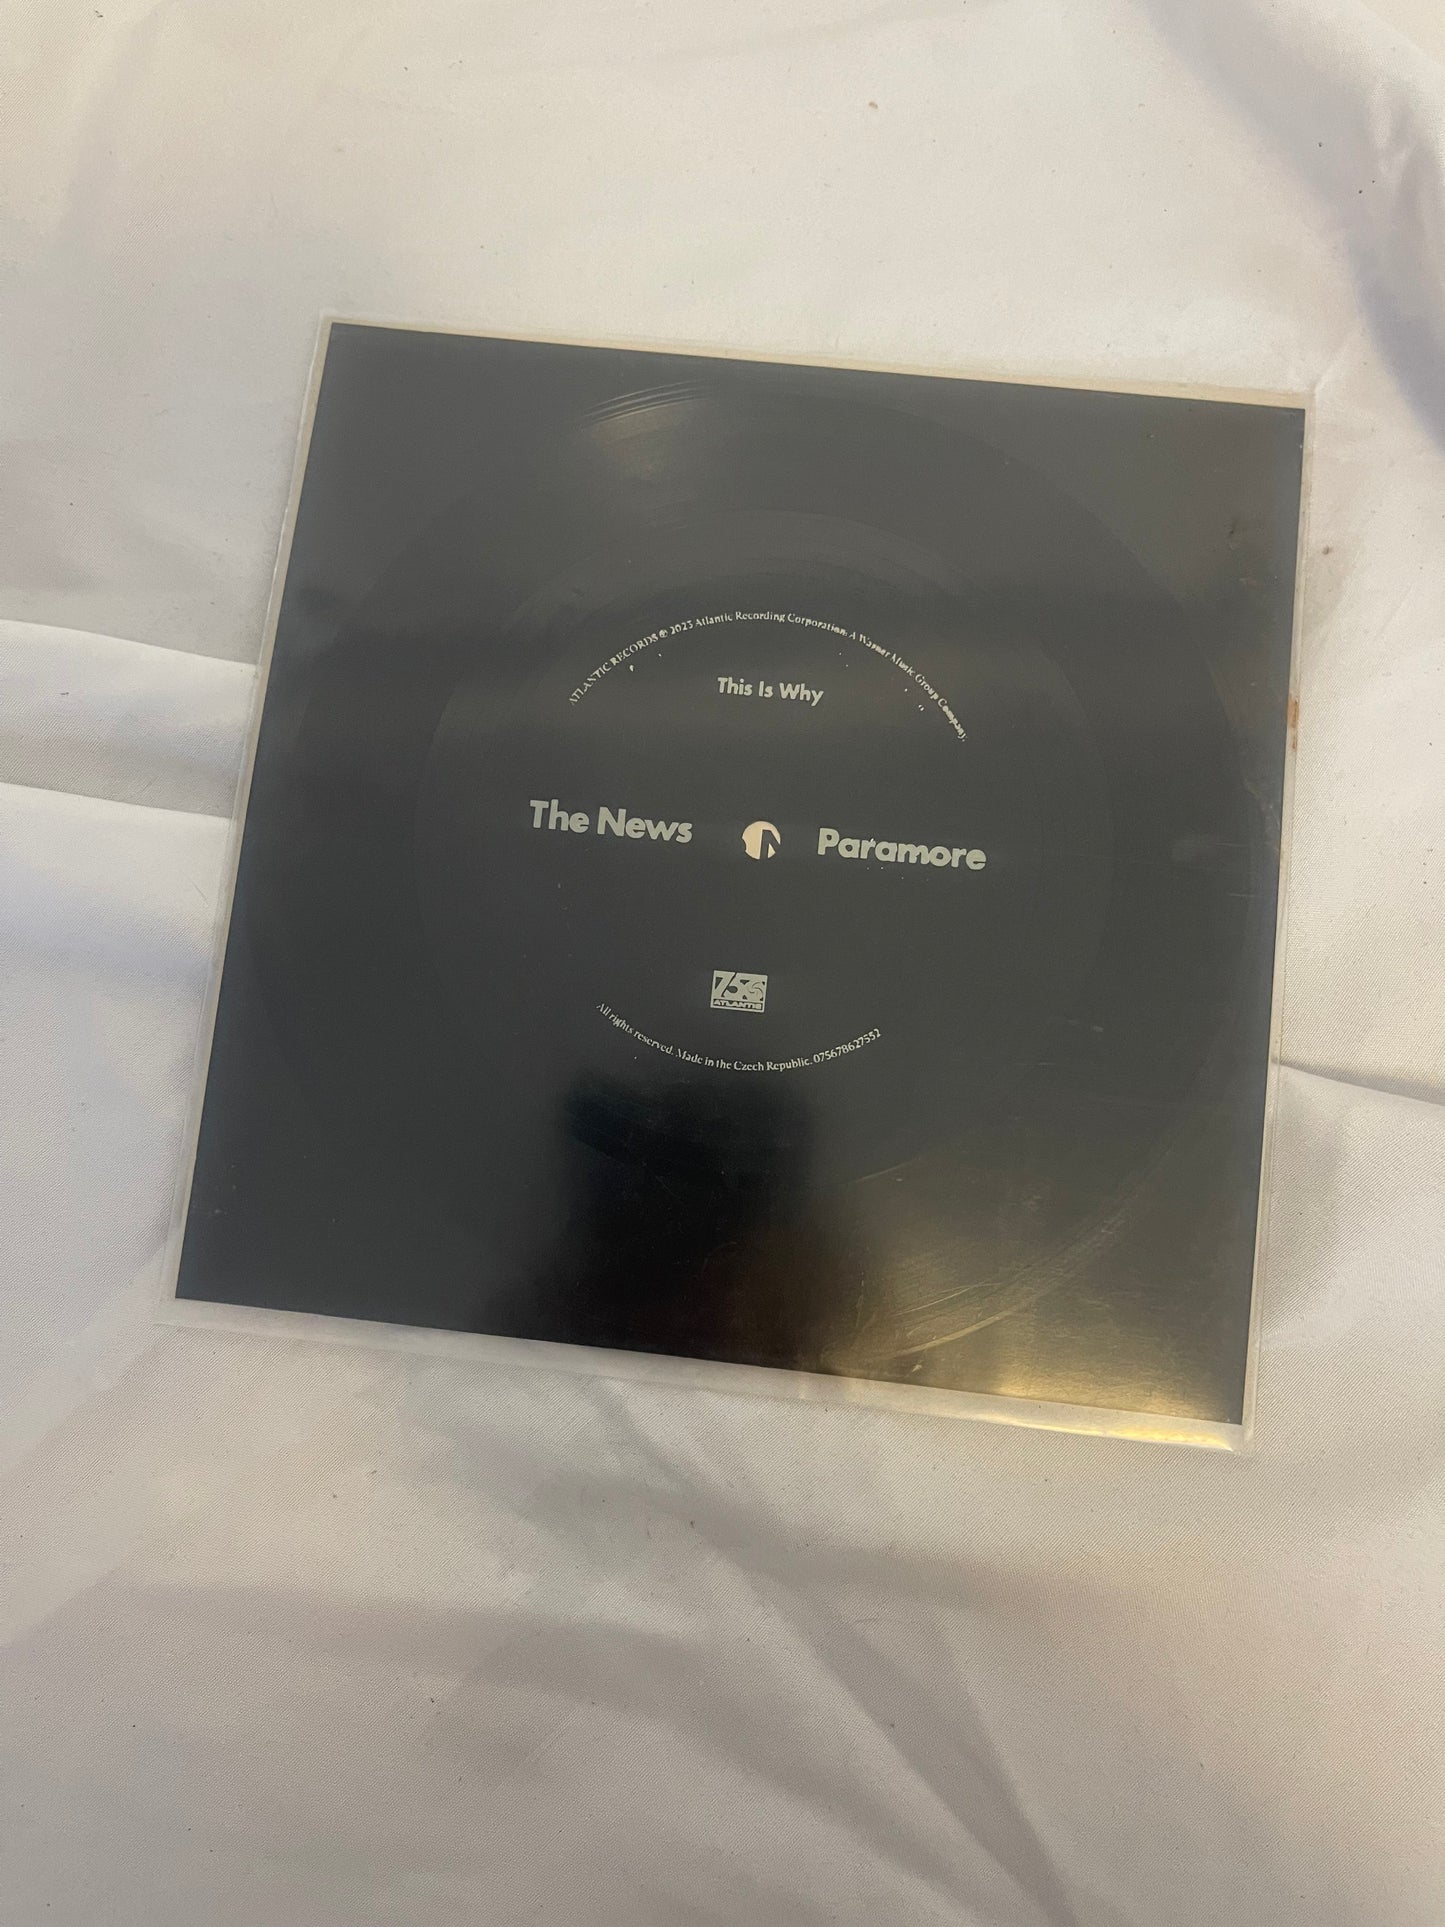 ATLANTIC RECORDS ℗ 2023 Atlantic Recording Corporation. A Warner Music Group Company.
This Is Why
The News
Paramore
75
ATLANTIC
All rights reserved. Made in the Czech Republic. 075678627552